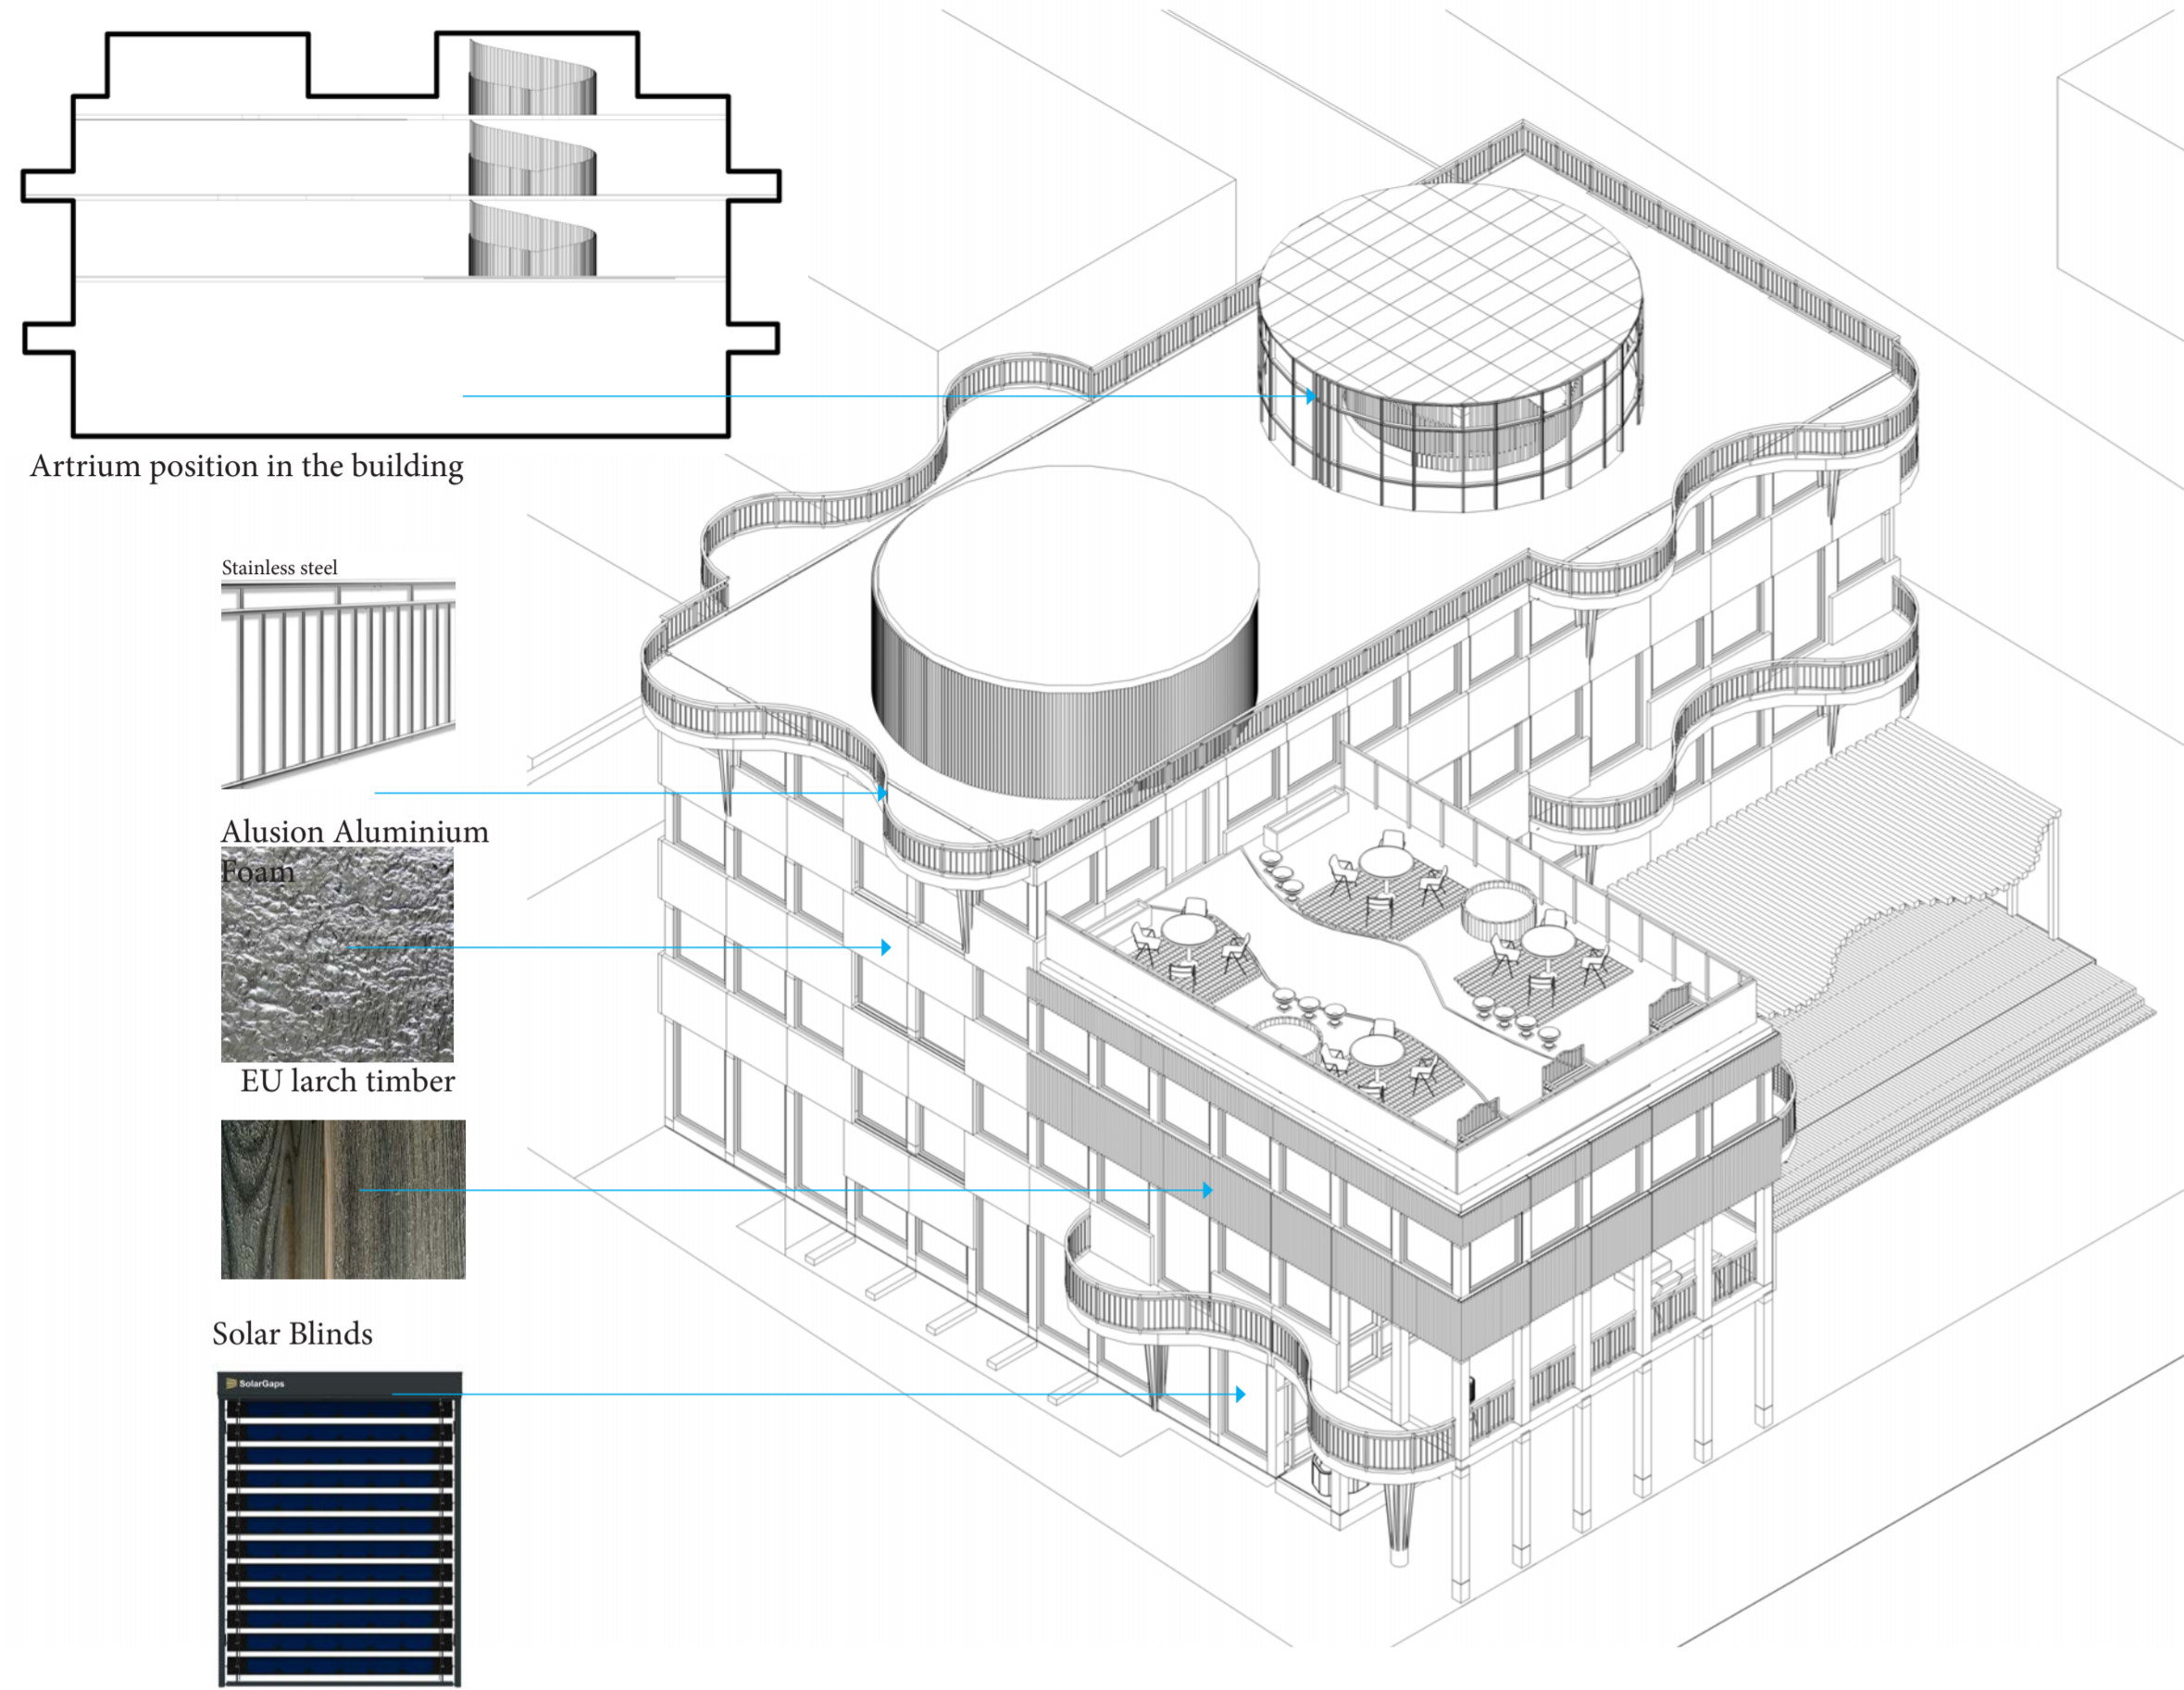 Artrium position in the building
Stainless steel
Alusion Aluminium
Foam
EU larch timber
Solar Blinds
SolarGaps